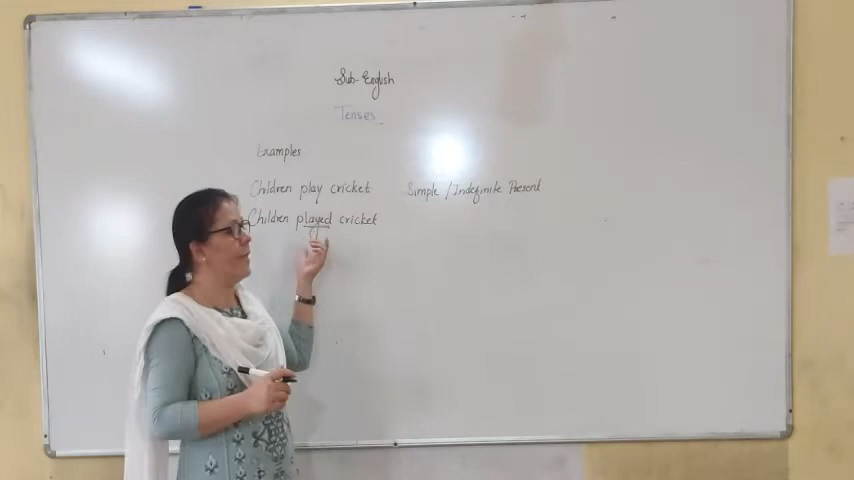 Sub- English
Tenses
Examples
Children play cricket Simple / Indefinite Present
Children played cricket